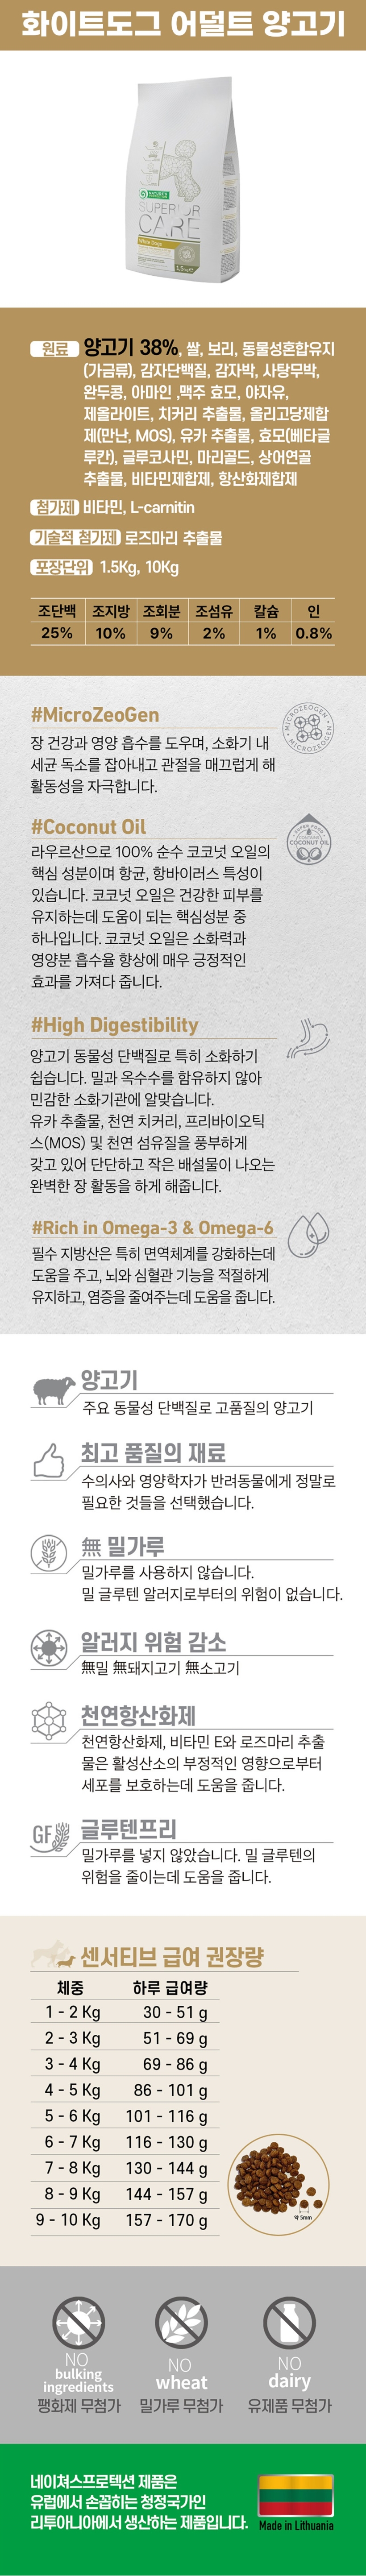 화이트도그 어덜트 양고기
SUPERIOR
CARE
White Dogs
1,5 kg
원료 양고기 38%, 쌀, 보리, 동물성혼합유지
(가금류), 감자단백질, 감자박, 사탕무박,
완두콩, 아마인 ,맥주 효모, 야자유,
제올라이트, 치커리 추출물, 올리고당제합
제(만난, MOS), 유카 추출물, 효모(베타글
루칸), 글루코사민, 마리골드, 상어연골
추출물, 비타민제합제, 항산화제합제
첨가제 비타민, L-carnitin
기술적 첨가제 로즈마리 추출물
포장단위 1.5Kg, 10Kg
조단백 조지방 조회분 조섬유 칼슘 인
25% 10% 9% 2% 1% 0.8%
#MicroZeoGen
MICROZEOGEN MICROZEOGEN
장 건강과 영양 흡수를 도우며, 소화기 내
세균 독소를 잡아내고 관절을 매끄럽게 해
활동성을 자극합니다.
#Coconut Oil
SUPER FOOD
COCONUT OIL
라우르산으로 100% 순수 코코넛 오일의
핵심 성분이며 항균, 항바이러스 특성이
있습니다. 코코넛 오일은 건강한 피부를
유지하는데 도움이 되는 핵심성분 중
하나입니다. 코코넛 오일은 소화력과
영양분 흡수율 향상에 매우 긍정적인
효과를 가져다 줍니다.
#High Digestibility
양고기 동물성 단백질로 특히 소화하기
쉽습니다. 밀과 옥수수를 함유하지 않아
민감한 소화기관에 알맞습니다.
유카 추출물, 천연 치커리, 프리바이오틱
스(MOS) 및 천연 섬유질을 풍부하게
갖고 있어 단단하고 작은 배설물이 나오는
완벽한 장 활동을 하게 해줍니다.
#Rich in Omega-3 & Omega-6
필수 지방산은 특히 면역체계를 강화하는데
도움을 주고, 뇌와 심혈관 기능을 적절하게
유지하고, 염증을 줄여주는데 도움을 줍니다.
양고기
주요 동물성 단백질로 고품질의 양고기
최고 품질의 재료
수의사와 영양학자가 반려동물에게 정말로
필요한 것들을 선택했습니다.
無 밀가루
밀가루를 사용하지 않습니다.
밀 글루텐 알러지로부터의 위험이 없습니다.
알러지 위험 감소
無밀 無돼지고기 無소고기
천연항산화제
천연항산화제, 비타민 E와 로즈마리 추출
물은 활성산소의 부정적인 영향으로부터
세포를 보호하는데 도움을 줍니다.
GF 글루텐프리
밀가루를 넣지 않았습니다. 밀 글루텐의
위험을 줄이는데 도움을 줍니다.
센서티브 급여 권장량
체중 하루 급여량
1 - 2 Kg 30 - 51 g
2 - 3 Kg 51 - 69 g
3 - 4 Kg 69 - 86 g
4 - 5 Kg 86 - 101 g
5 - 6 Kg 101 - 116 g
6 - 7 Kg 116 - 130 g
7 - 8 Kg 130 - 144 g
8 - 9 Kg 144 - 157 g
9 - 10 Kg 157 - 170 g
약 5mm
NO
bulking
ingredients
팽화제 무첨가
NO
wheat
밀가루 무첨가
NO
dairy
유제품 무첨가
네이쳐스프로텍션 제품은
유럽에서 손꼽히는 청정국가인
리투아니아에서 생산하는 제품입니다.
Made in Lithuania